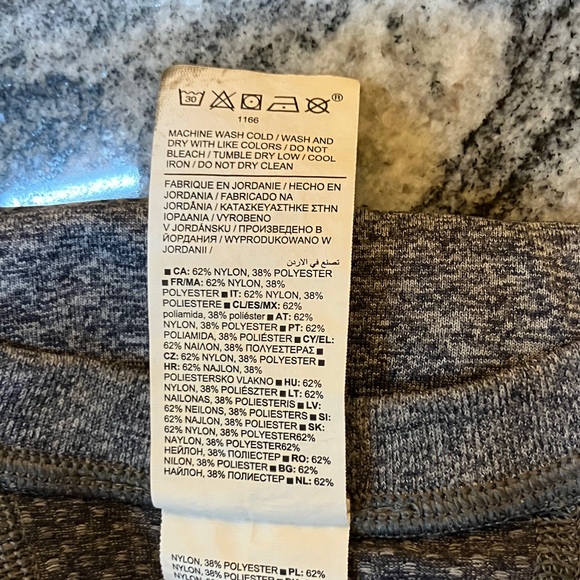 30 ®
1166
MACHINE WASH COLD / WASH AND
DRY WITH LIKE COLORS / DO NOT
BLEACH / TUMBLE DRY LOW / COOL
IRON / DO NOT DRY CLEAN
FABRIQUE EN JORDANIE / HECHO EN
JORDANIA / FABRICADO NA
JORDÂNIA / ΚΑΤΑΣΚΕΥΑΣΤΗΚΕ ΣΤΗΝ
ΙΟΡΔΑΝΙΑ / VYROBENO
V JORDÁNSKU / ПРОИЗВЕДЕНО В
ЙОРДАНИЯ / WYPRODUKOWANO W
JORDANII /
تصنع في الاردن
■ CA: 62% NYLON, 38% POLYESTER
■ FR/MA: 62% NYLON, 38%
POLYESTER ■ IT: 62% NYLON, 38%
POLIESTERE ■ CL/ES/MX: 62%
poliamida, 38% poliéster ■ AT: 62%
NYLON, 38% POLYESTER ■ PT: 62%
POLIAMIDA, 38% POLIÉSTER ■ CY/EL:
62% ΝΑΙΛΟΝ, 38% ΠΟΛΥΕΣΤΕΡΑΣ ■
CZ: 62% NYLON, 38% POLYESTER ■
HR: 62% NAJLON, 38%
POLIESTERSKO VLAKNO ■ HU: 62%
NYLON, 38% POLIÉSZTER ■ LT: 62%
NAILONAS, 38% POLIESTERIS ■ LV:
62% NEILONS, 38% POLIESTERS ■ SI:
62% NAJLON, 38% POLIESTER ■ SK:
62% NYLON, 38% POLYESTER62%
NAYLON, 38% POLYESTER62%
НЕЙЛОН, 38% ПОЛИЕСТЕР ■ RO: 62%
NILON, 38% POLIESTER ■ BG: 62%
НАЙЛОН, 38% ПОЛИЕСТЕР ■ NL: 62%
NYLON, 38% POLYESTER ■ PL: 62%
NYLON, 38% POLIESTER